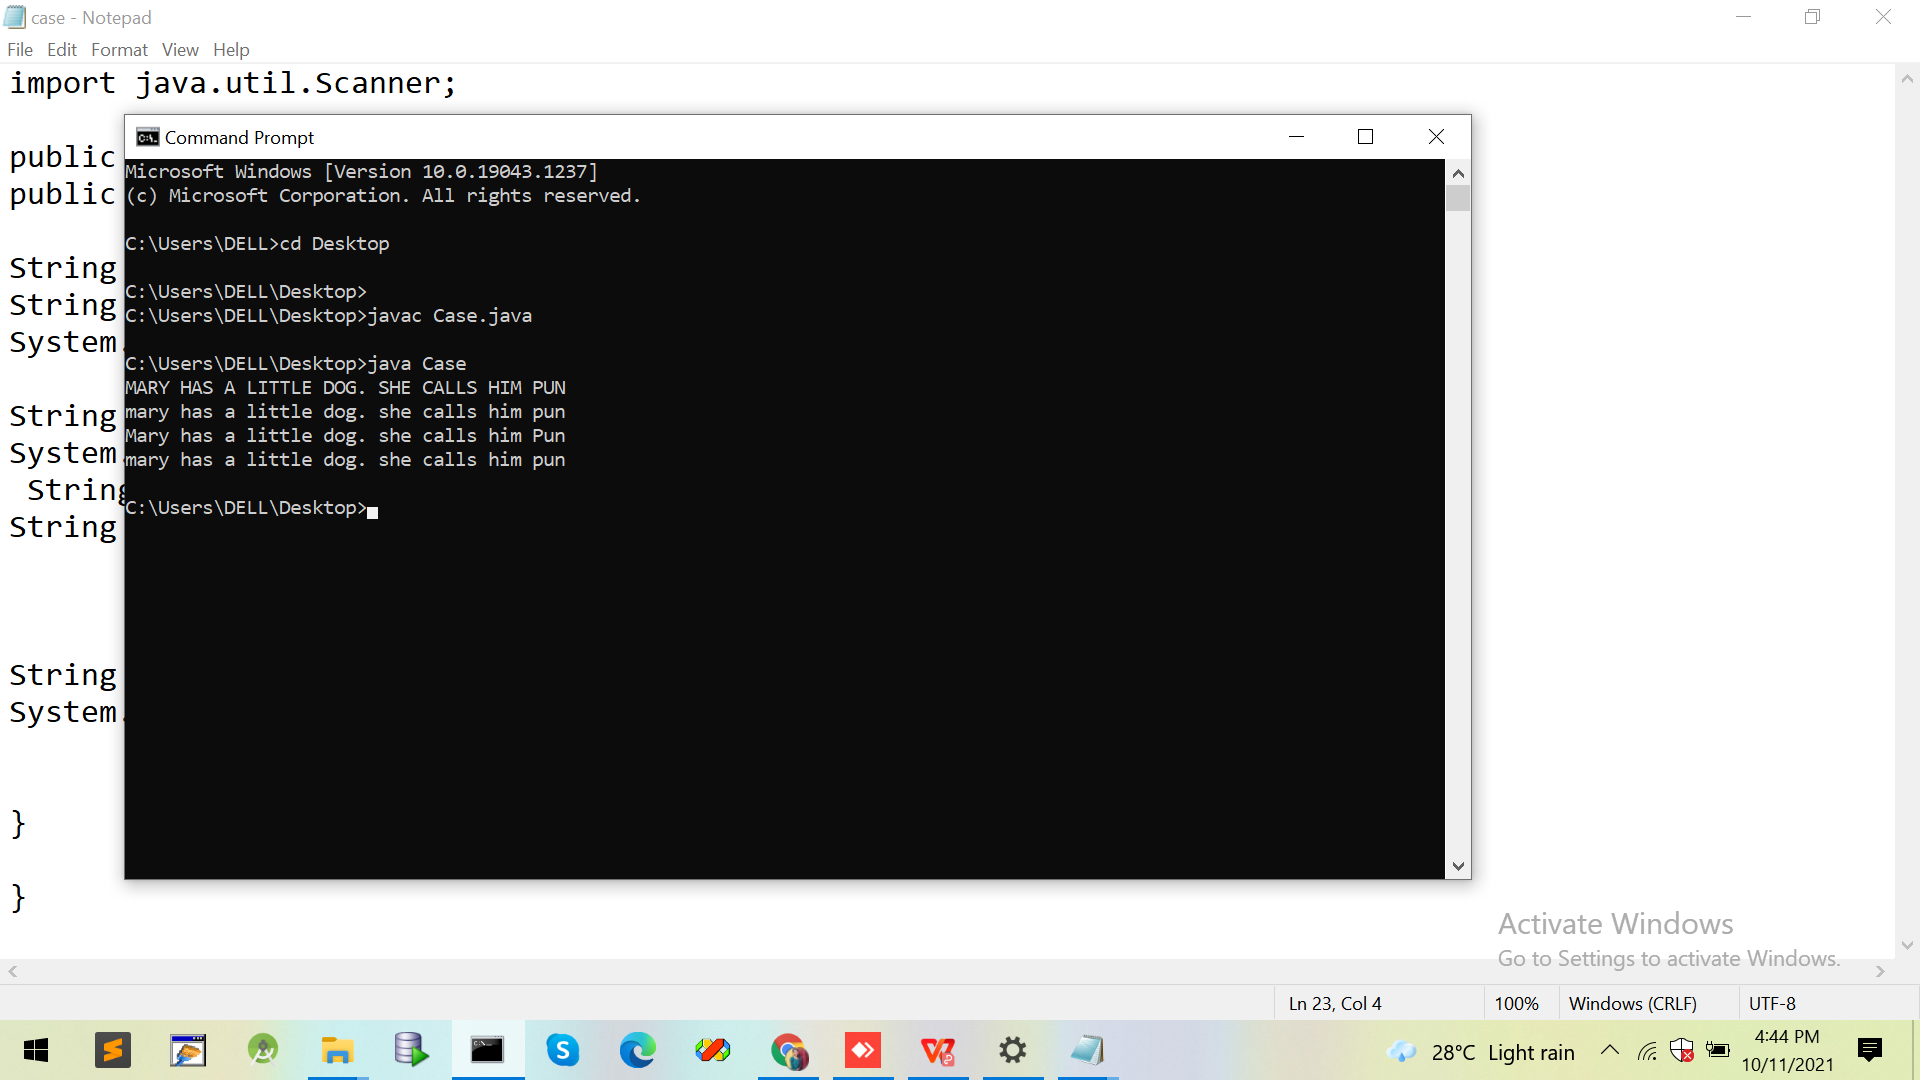 case - Notepad
File Edit Format View Help
import java.util.Scanner;
public
public
String
String
System.
String
System.
String
String
String
System.
}
}
Command Prompt
Microsoft Windows [Version 10.0.19043.1237]
(c) Microsoft Corporation. All rights reserved.
C:\Users\DELL>cd Desktop
C:\Users\DELL\Desktop>
C:\Users\DELL\Desktop>javac Case.java
C:\Users\DELL\Desktop>java Case
MARY HAS A LITTLE DOG. SHE CALLS HIM PUN
mary has a little dog. she calls him pun
Mary has a little dog. she calls him Pun
mary has a little dog. she calls him pun
C:\Users\DELL\Desktop>
Activate Windows
Go to Settings to activate Windows.
Ln 23, Col 4 100% Windows (CRLF) UTF-8
28°C Light rain
4:44 PM
10/11/2021